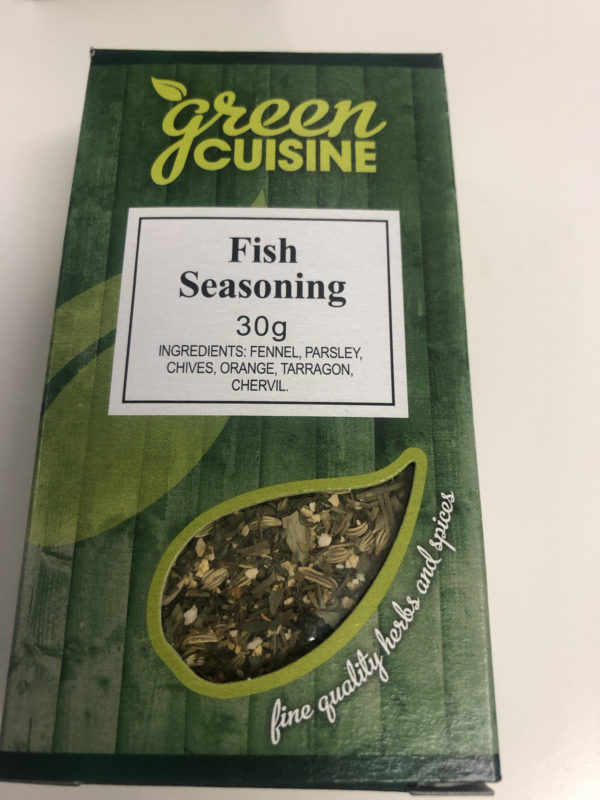 green
CUISINE
Fish
Seasoning
30g
INGREDIENTS: FENNEL, PARSLEY,
CHIVES, ORANGE, TARRAGON,
CHERVIL.
fine quality herbs and spices